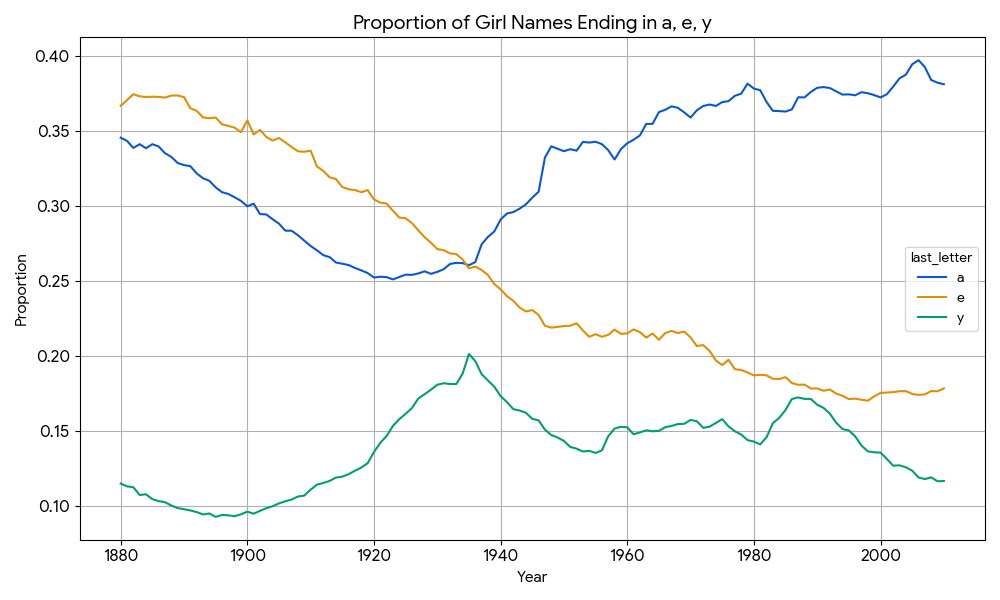 Proportion of Girl Names Ending in a, e, y
Proportion
0.40
0.35
0.30
0.25
0.20
0.15
0.10
last_letter
a
e
y
1880 1900 1920 1940 1960 1980 2000
Year